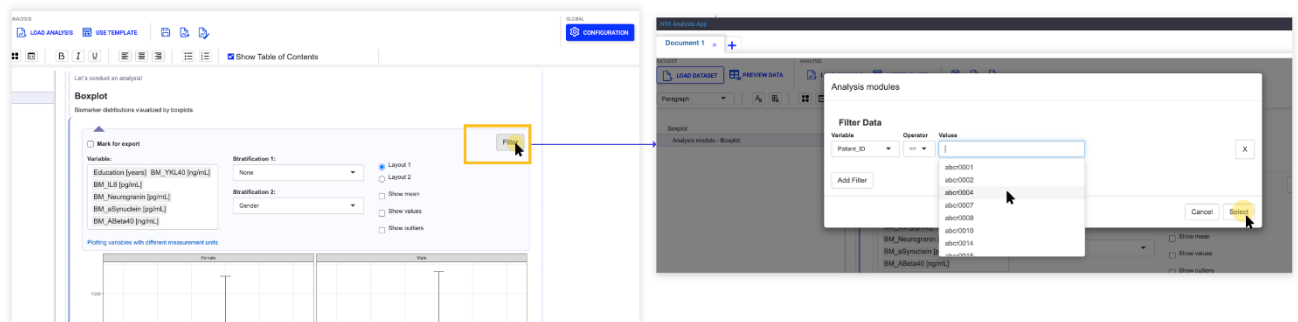 ANALYSIS
GLOBAL
LOAD ANALYSIS
USE TEMPLATE
CONFIGURATION
B I U
Show Table of Contents
Let's conduct an analysis!
Boxplot
Biomarker distributions visualized by boxplots.
Mark for export
Filter
Variable:
Education [years] BM_YKL40 [ng/mL]
BM_IL6 [pg/mL]
BM_Neurogranin [pg/mL]
BM_aSynuclein [pg/mL]
BM_ABeta40 [ng/mL]
Stratification 1:
None
Stratification 2:
Gender
Layout 1
Layout 2
Show mean
Show values
Show outliers
Plotting variables with different measurement units
Female
Male
NTK Analysis App
Document 1 × +
DATASET
ANALYSIS
LOAD DATASET
PREVIEW DATA
Paragraph
Boxplot
Analysis module - Boxplot
Analysis modules
Filter Data
Variable
Operator
Values
Patient_ID
==
X
abcr0001
abcr0002
abcr0004
abcr0007
abcr0008
abcr0010
abcr0014
Add Filter
Cancel
Select
BM_Neurogranin
BM_aSynuclein [pg/mL]
BM_ABeta40 [ng/mL]
Show mean
Show values
Show outliers